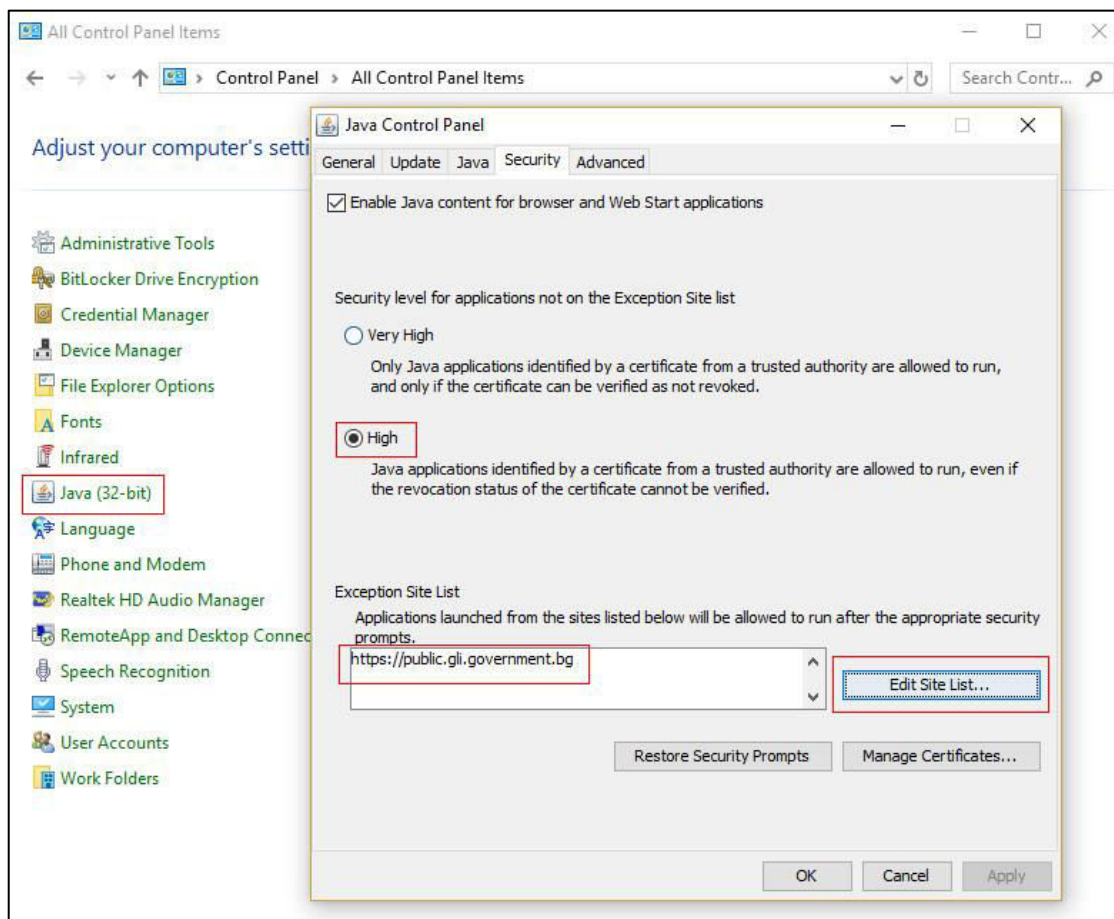 All Control Panel Items
Control Panel > All Control Panel Items
Search Contr...
Adjust your computer's setti
Administrative Tools
BitLocker Drive Encryption
Credential Manager
Device Manager
File Explorer Options
Fonts
Infrared
Java (32-bit)
Language
Phone and Modem
Realtek HD Audio Manager
RemoteApp and Desktop Connec
Speech Recognition
System
User Accounts
Work Folders
Java Control Panel
General Update Java Security Advanced
Enable Java content for browser and Web Start applications
Security level for applications not on the Exception Site list
Very High
Only Java applications identified by a certificate from a trusted authority are allowed to run,
and only if the certificate can be verified as not revoked.
High
Java applications identified by a certificate from a trusted authority are allowed to run, even if
the revocation status of the certificate cannot be verified.
Exception Site List
Applications launched from the sites listed below will be allowed to run after the appropriate security
prompts.
https://public.gli.government.bg
Edit Site List...
Restore Security Prompts
Manage Certificates...
OK
Cancel
Apply